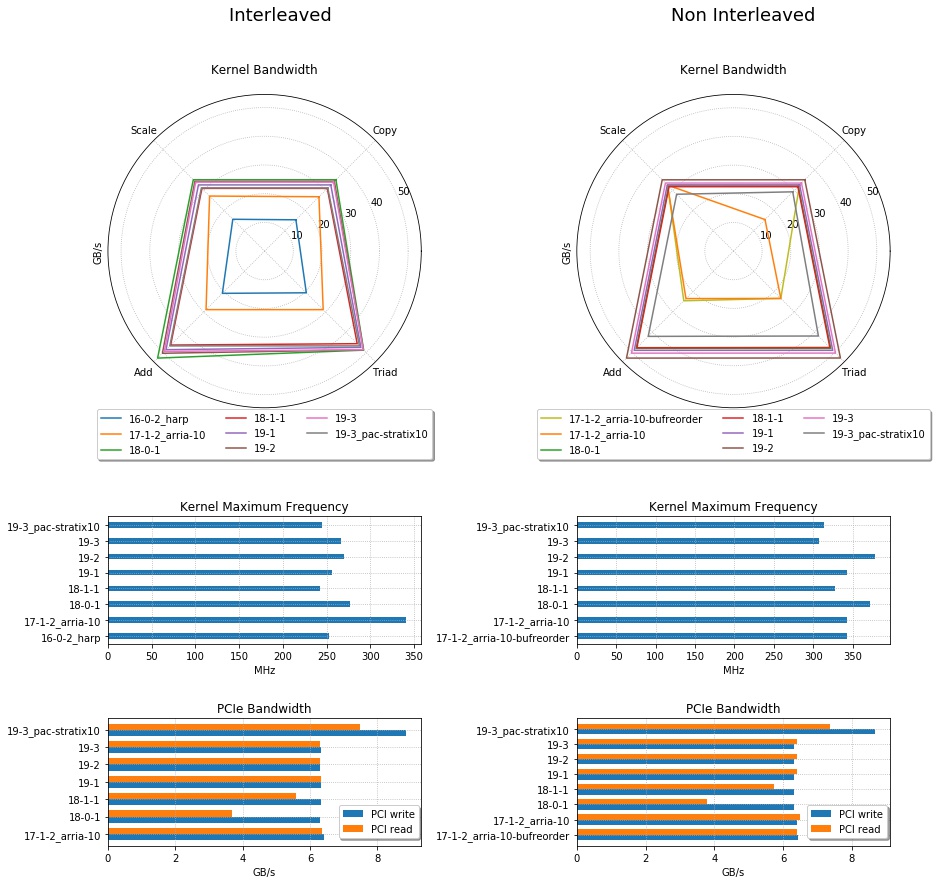 Interleaved
Non Interleaved
Kernel Bandwidth
Kernel Bandwidth
Scale
Copy
10
20
30
40
50
GB/s
Add
Triad
Scale
Copy
10
20
30
40
50
GB/s
Add
Triad
16-0-2_harp
17-1-2_arria-10
18-0-1
18-1-1
19-1
19-2
19-3
19-3_pac-stratix10
17-1-2_arria-10-bufreorder
17-1-2_arria-10
18-0-1
18-1-1
19-1
19-2
19-3
19-3_pac-stratix10
Kernel Maximum Frequency
19-3_pac-stratix10
19-3
19-2
19-1
18-1-1
18-0-1
17-1-2_arria-10
16-0-2_harp
0 50 100 150 200 250 300 350
MHz
Kernel Maximum Frequency
19-3_pac-stratix10
19-3
19-2
19-1
18-1-1
18-0-1
17-1-2_arria-10
17-1-2_arria-10-bufreorder
0 50 100 150 200 250 300 350
MHz
PCIe Bandwidth
19-3_pac-stratix10
19-3
19-2
19-1
18-1-1
18-0-1
17-1-2_arria-10
PCI write
PCI read
0 2 4 6 8
GB/s
PCIe Bandwidth
19-3_pac-stratix10
19-3
19-2
19-1
18-1-1
18-0-1
17-1-2_arria-10
17-1-2_arria-10-bufreorder
PCI write
PCI read
0 2 4 6 8
GB/s